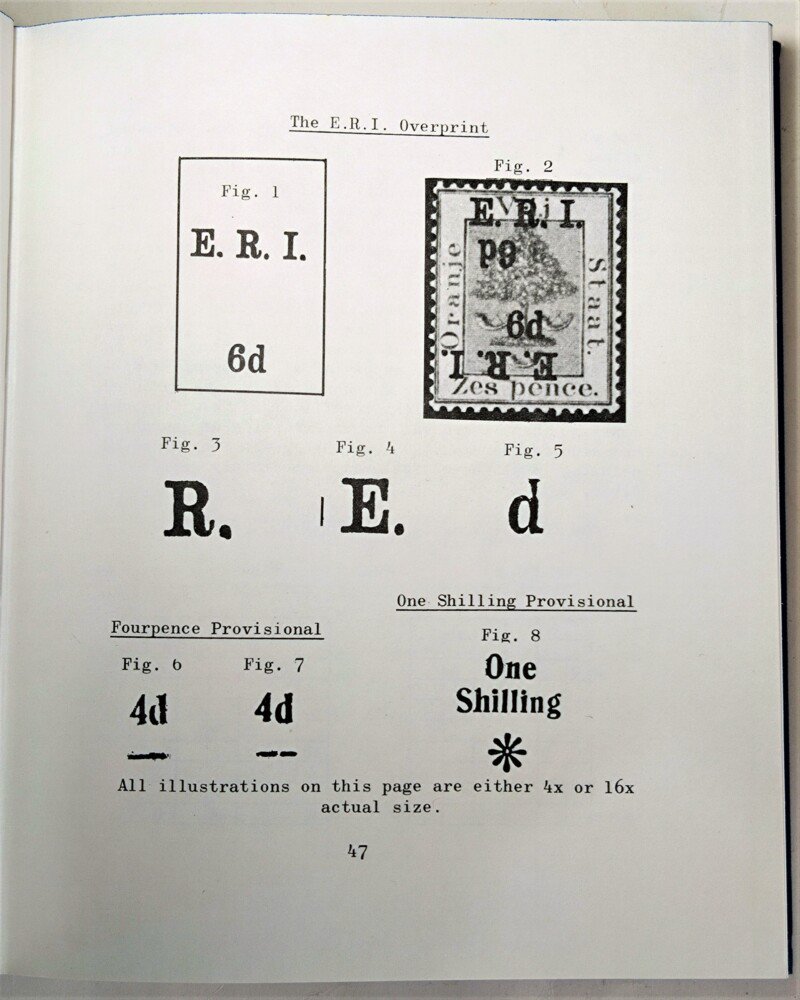 The E.R.I. Overprint
Fig. 1
E. R. I.
6d
Fig. 2
E. R. I.
Vrij
6d
Oranje
Staat.
6d
E. R. I.
Zes pence.
Fig. 3
R.
Fig. 4
E.
Fig. 5
d
Fourpence Provisional
Fig. 6
4d
Fig. 7
4d
One Shilling Provisional
Fig. 8
One
Shilling
All illustrations on this page are either 4x or 16x
actual size.
47